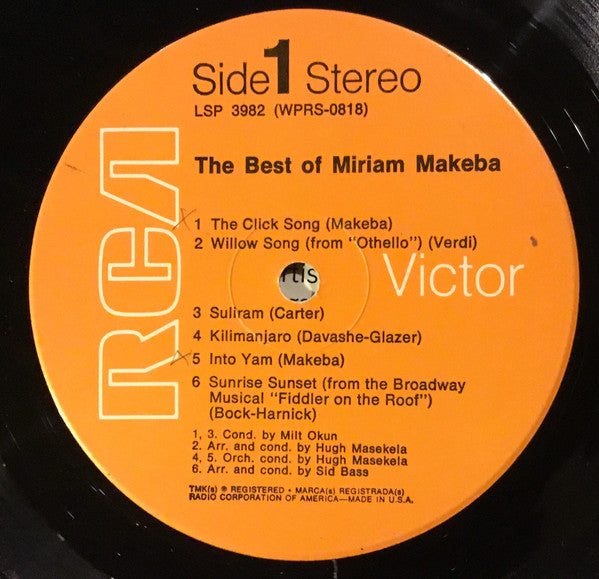 Side 1 Stereo
LSP 3982 (WPRS-0818)
The Best of Miriam Makeba
RCA
1 The Click Song (Makeba)
2 Willow Song (from "Othello") (Verdi)
Victor
3 Suliram (Carter)
4 Kilimanjaro (Davashe-Glazer)
5 Into Yam (Makeba)
6 Sunrise Sunset (from the Broadway
Musical "Fiddler on the Roof")
(Bock-Harnick)
1, 3. Cond. by Milt Okun
2. Arr. and cond. by Hugh Masekela
4, 5. Orch. cond. by Hugh Masekela
6. Arr. and cond. by Sid Bass
TMK(s) ® REGISTERED • MARCA(s) REGISTRADA(s)
RADIO CORPORATION OF AMERICA—MADE IN U.S.A.